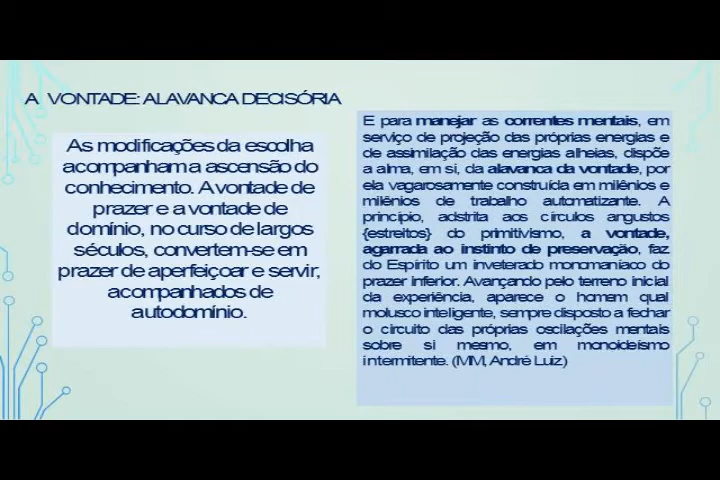 A VONTADE: ALAVANCA DECISÓRIA
As modificações da escolha
acompanham a ascensão do
conhecimento. A vontade de
prazer e a vontade de
domínio, no curso de largos
séculos, convertem-se em
prazer de aperfeiçoar e servir,
acompanhados de
autodomínio.
E para manejar as correntes mentais, em
serviço de projeção das próprias energias e
de assimilação das energias alheias, dispõe
a alma, em si, da alavanca da vontade, por
ela vagarosamente construída em milênios e
milênios de trabalho automatizante. A
princípio, adstrita aos círculos angustos
{estreitos} do primitivismo, a vontade,
agarrada ao instinto de preservação, faz
do Espírito um inveterado monomaníaco do
prazer inferior. Avançando pelo terreno inicial
da experiência, aparece o homem qual
molusco inteligente, sempre disposto a fechar
o circuito das próprias oscilações mentais
sobre si mesmo, em monoideísmo
intermitente. (MM, André Luiz)